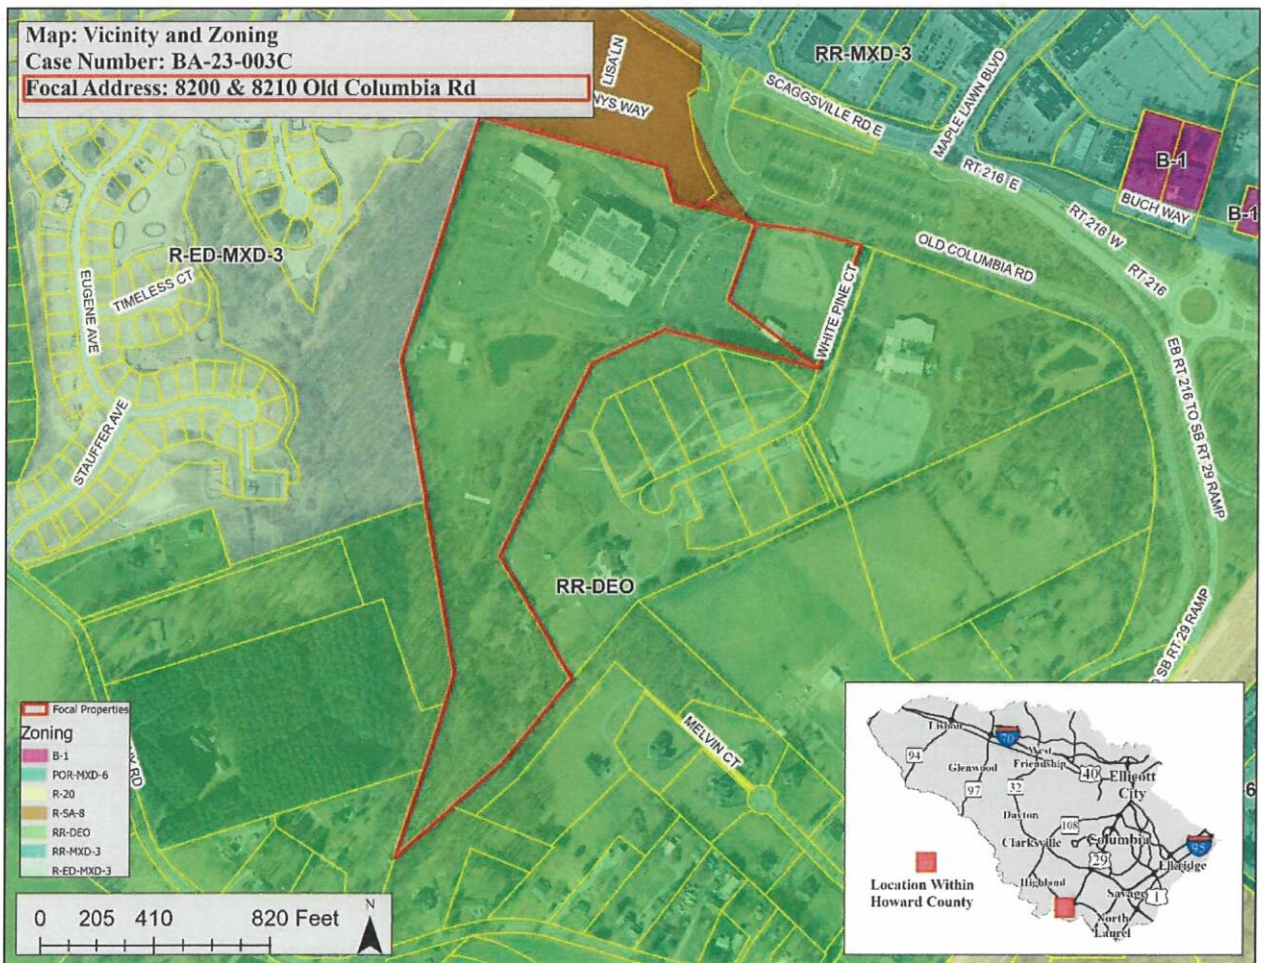 Map: Vicinity and Zoning
Case Number: BA-23-003C
Focal Address: 8200 & 8210 Old Columbia Rd
LISA LN
NYS WAY
RR-MXD-3
SCAGGSVILLE RD E
MAPLE LAWN BLVD
RT 216 E
B-1
BUCH WAY
B-1
RT 216 W
RT 216
OLD COLUMBIA RD
R-ED-MXD-3
EUGENE AVE
TIMELESS CT
WHITE PINE CT
EB RT 216 TO SB RT 29 RAMP
STAUFFER AVE
RR-DEO
SB RT 29 RAMP
MELVIN CT
RD
6
Focal Properties
Zoning
B-1
POR-MXD-6
R-20
R-SA-8
RR-DEO
RR-MXD-3
R-ED-MXD-3
0 205 410 820 Feet
N
Lisbon
70
94
West
Friendship
Glenwood
40
Ellicott
City
97
32
Dayton
108
Clarksville
Columbia
95
29
Elkridge
Highland
Savage
1
North
Laurel
Location Within
Howard County